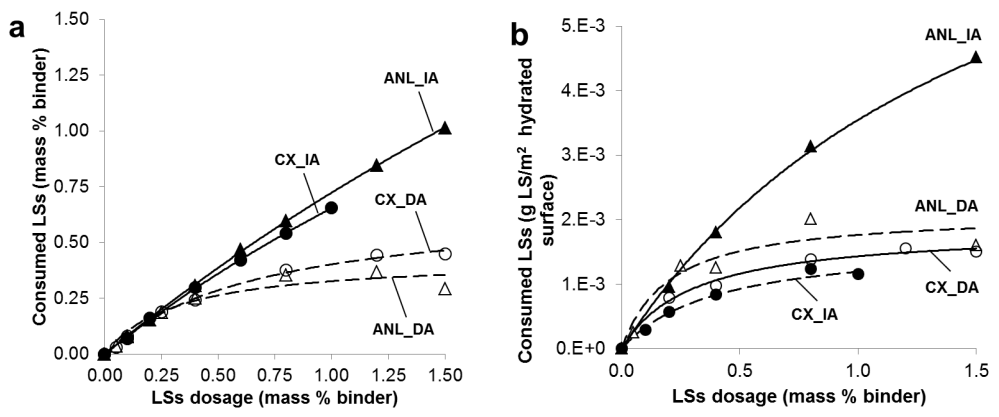 a
1.50
1.25
1.00
0.75
0.50
0.25
0.00
Consumed LSs (mass % binder)
ANL_IA
CX_IA
CX_DA
ANL_DA
0.00 0.25 0.50 0.75 1.00 1.25 1.50
LSs dosage (mass % binder)
b
5.E-3
4.E-3
3.E-3
2.E-3
1.E-3
0.E+0
Consumed LSs (g LS/m² hydrated
surface)
ANL_IA
ANL_DA
CX_DA
CX_IA
0.0 0.5 1.0 1.5
LSs dosage (mass % binder)